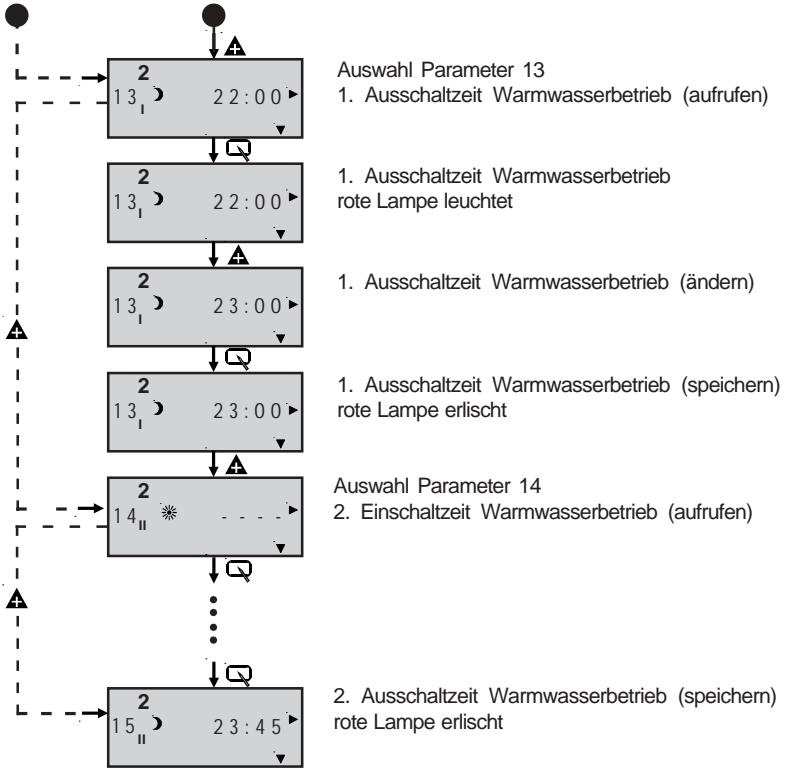 2
13 I 22:00
Auswahl Parameter 13
1. Ausschaltzeit Warmwasserbetrieb (aufrufen)
2
13 I 22:00
1. Ausschaltzeit Warmwasserbetrieb
rote Lampe leuchtet
2
13 I 23:00
1. Ausschaltzeit Warmwasserbetrieb (ändern)
2
13 I 23:00
1. Ausschaltzeit Warmwasserbetrieb (speichern)
rote Lampe erlischt
2
14 II - - - -
Auswahl Parameter 14
2. Einschaltzeit Warmwasserbetrieb (aufrufen)
2
15 II 23:45
2. Ausschaltzeit Warmwasserbetrieb (speichern)
rote Lampe erlischt